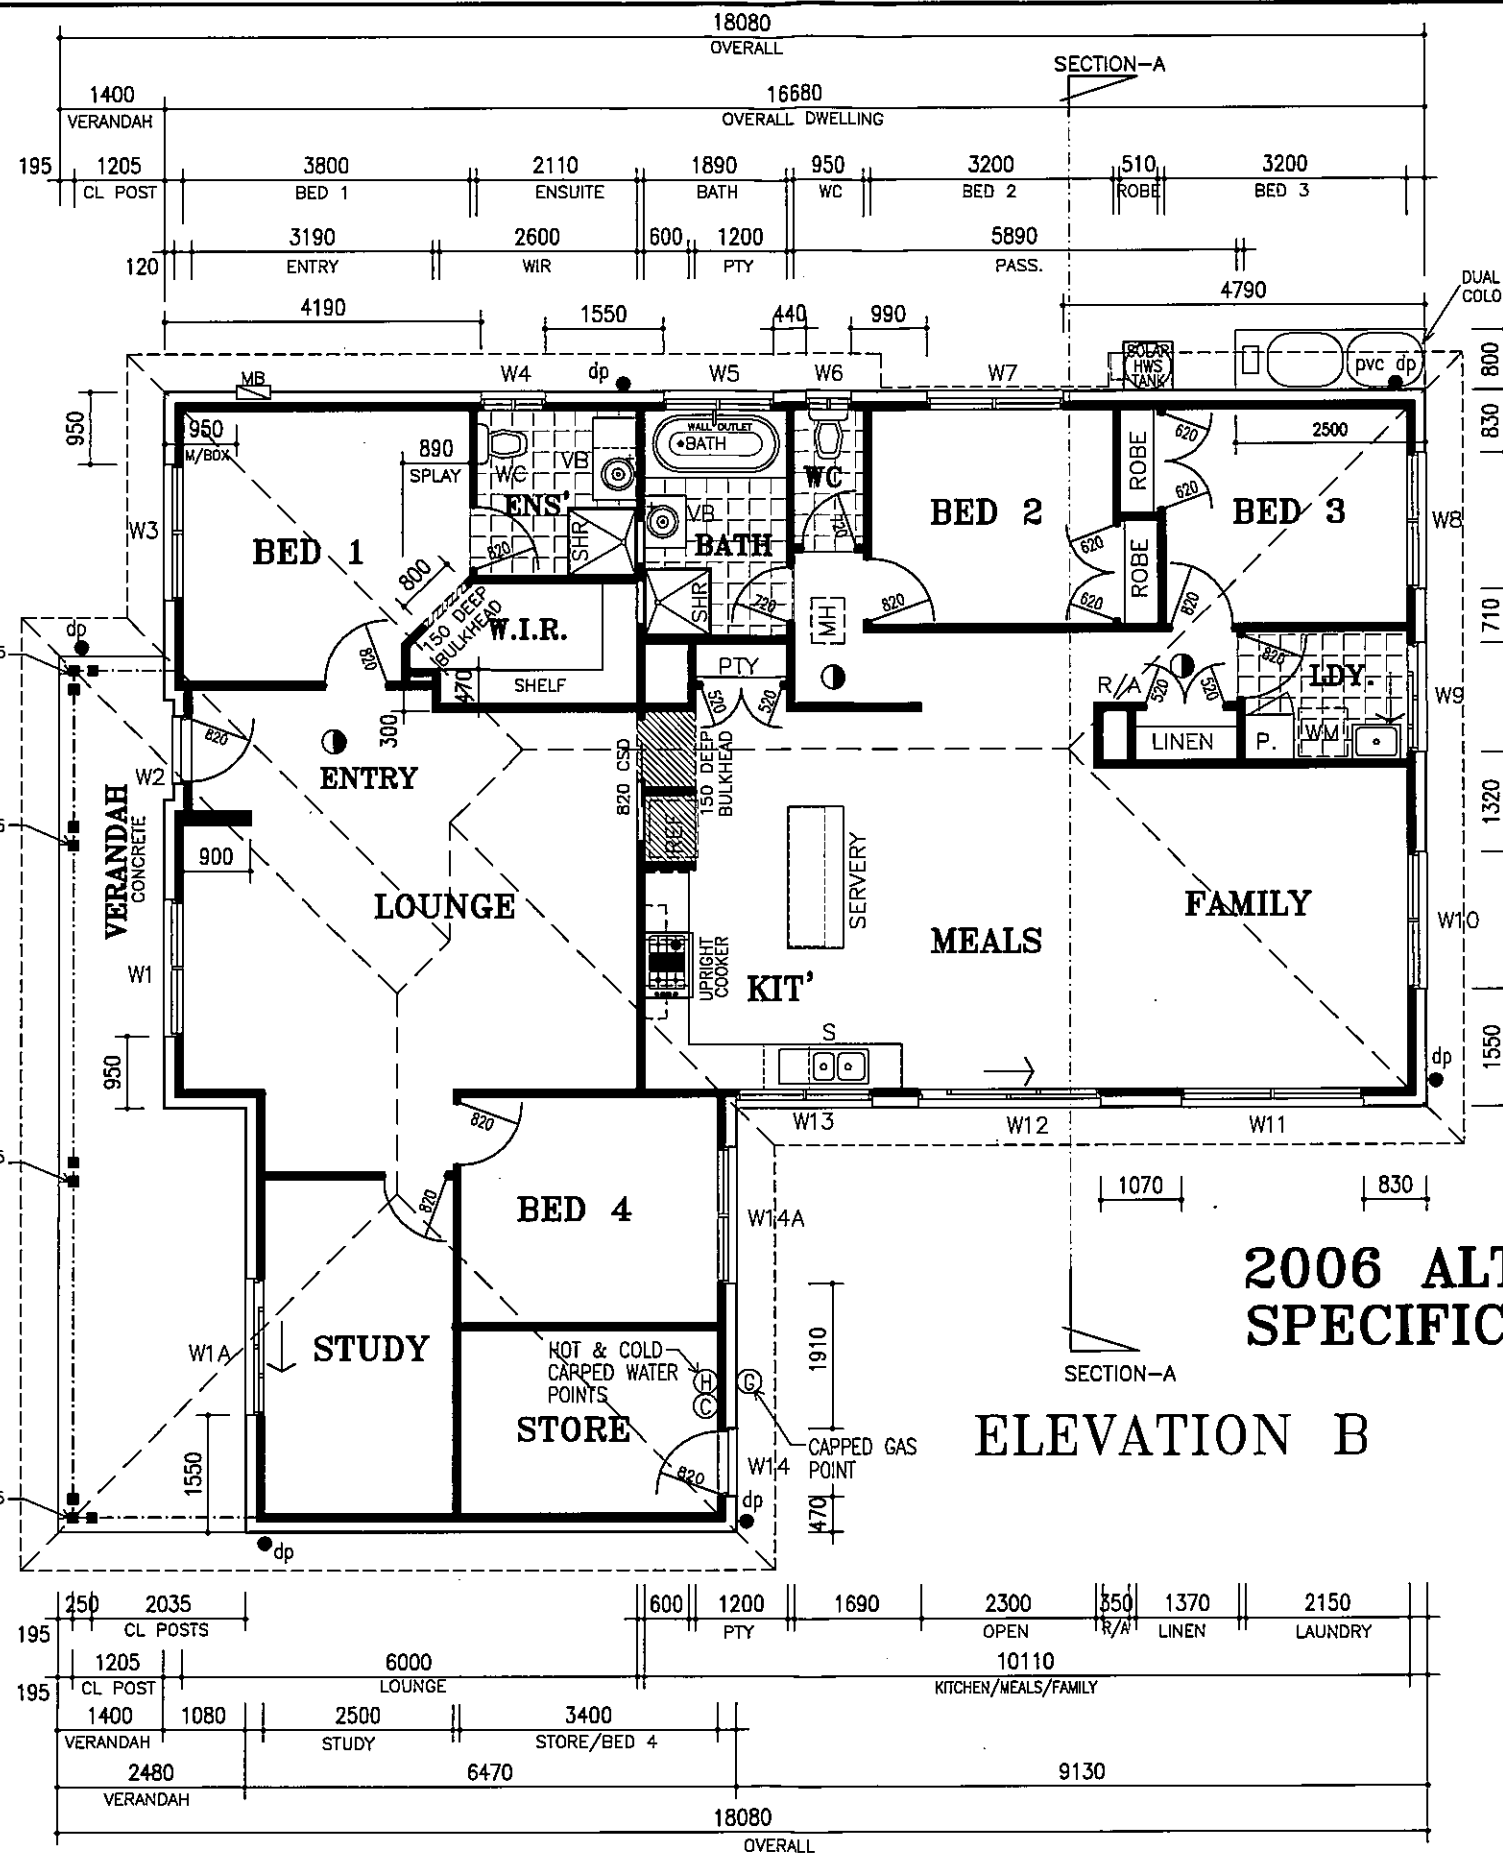 18080
OVERALL
SECTION-A
1400
16680
VERANDAH
OVERALL DWELLING
195 1205 3800 2110 1890 950 3200 510 3200
CL POST BED 1 ENSUITE BATH WC BED 2 ROBE BED 3
3190 2600 600 1200 5890
120 ENTRY WIR PTY PASS.
4190 1550 440 990 4790
DUAL
COLO
SOLAR
HWS
TANK
pvc dp
800
MB W4 dp W5 W6 W7
950
950
M/BOX
890
SPLAY
WC VB
ENS'
WALL OUTLET
BATH
WC
ROBE
620
2500
830
620
W3
BED 1
820
SHR
VB
BATH
720
BED 2
620
ROBE
BED 3
W8
800
150 DEEP
BULKHEAD
W.I.R.
SHR
720
MH
820
620
820
710
dp
820
470
SHELF
PTY
520
520
R/A
520
520
820
LDY.
W9
820
300
ENTRY
W2
820 CSD
150 DEEP
BULKHEAD
LINEN
P.
WM
1320
VERANDAH
CONCRETE
900
REF
SERVERY
LOUNGE
FAMILY
W10
MEALS
W1
UPRIGHT
COOKER
KIT'
S
950
1550
dp
W13 W12 W11
820
1070 830
BED 4
820
W14A
2006 ALT
SPECIFIC
W1A
STUDY
HOT & COLD
CAPPED WATER
POINTS
H
C
G
1910
SECTION-A
STORE
ELEVATION B
1550
820
W14
CAPPED GAS
POINT
dp
470
dp
250 2035 600 1200 1690 2300 350 1370 2150
195 CL POSTS PTY OPEN R/A LINEN LAUNDRY
1205 6000 10110
195 CL POST LOUNGE KITCHEN/MEALS/FAMILY
1400 1080 2500 3400
VERANDAH STUDY STORE/BED 4
2480 6470 9130
VERANDAH
18080
OVERALL